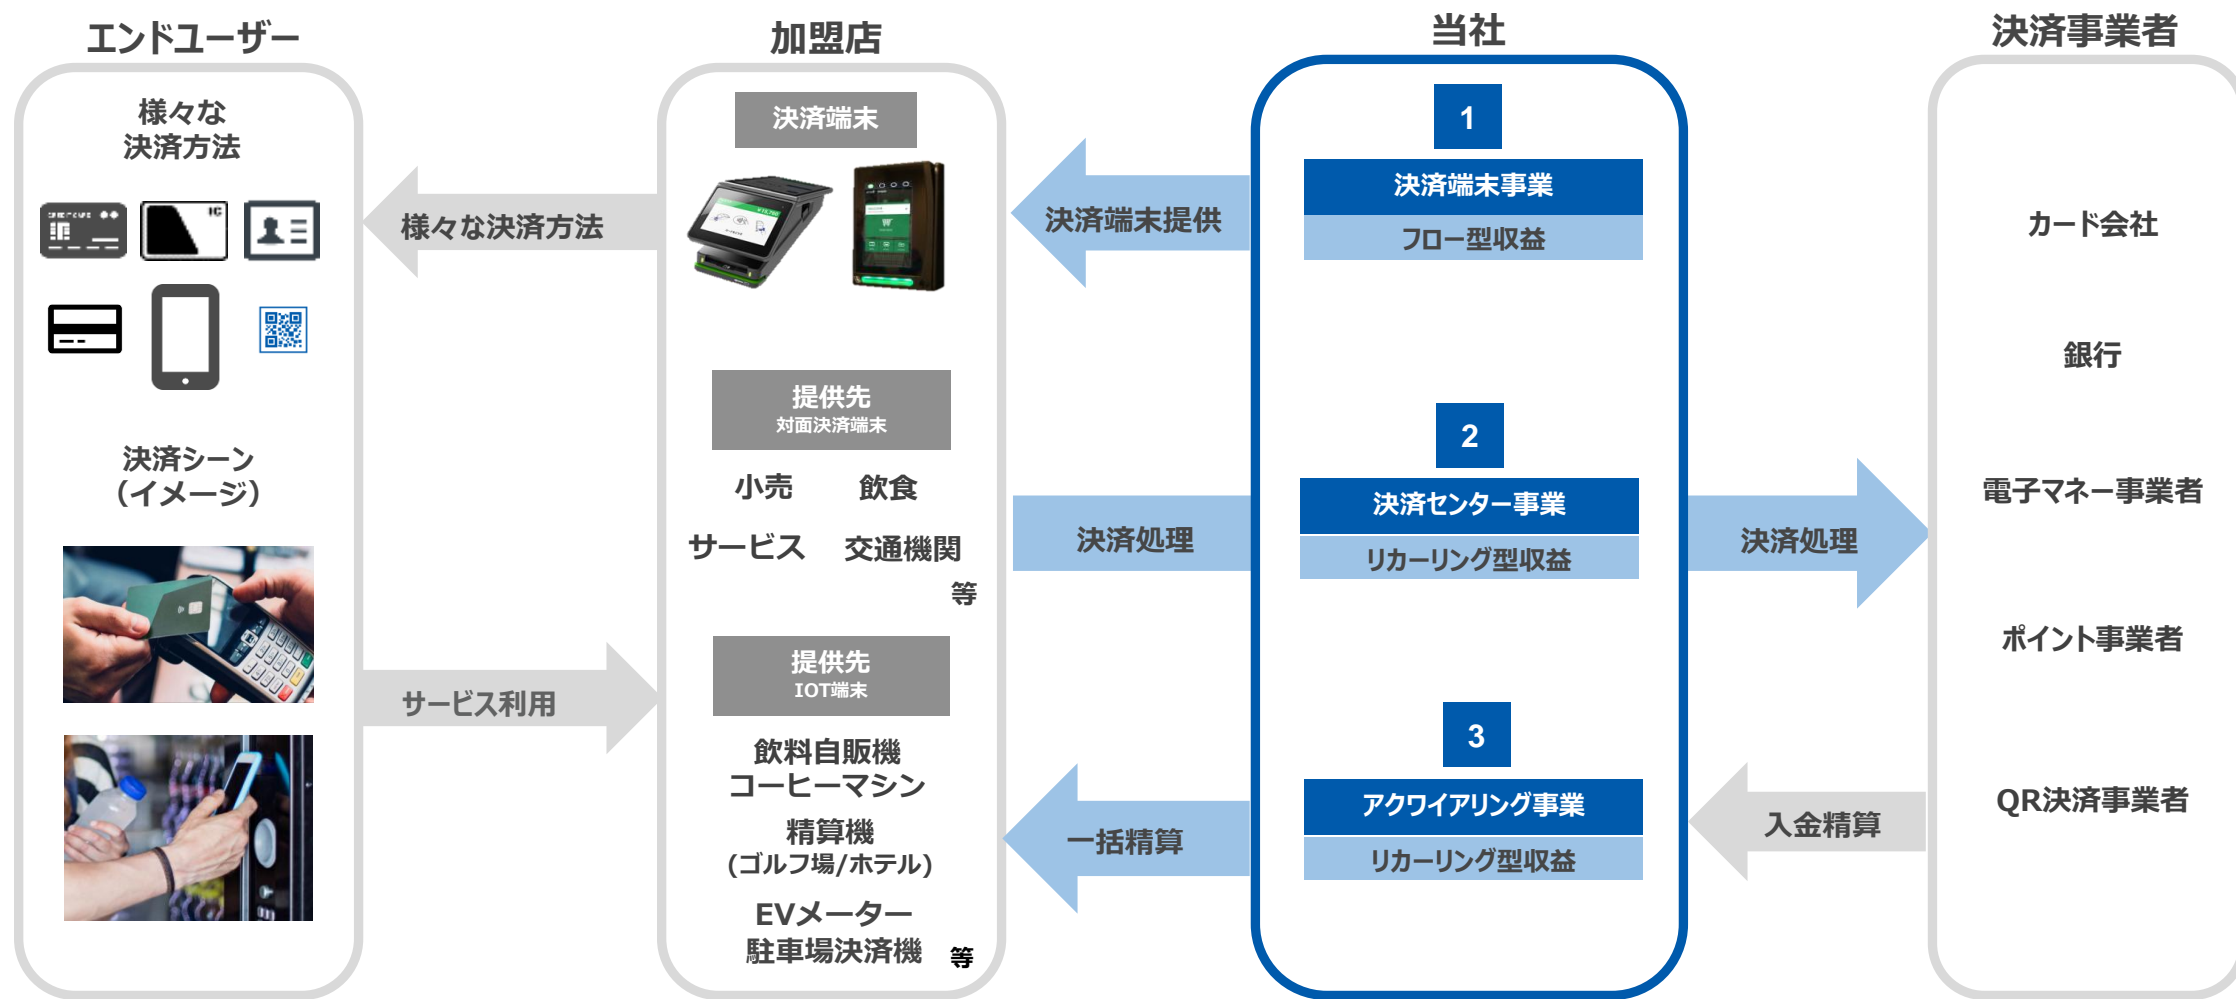 エンドユーザー
様々な
決済方法
IC
決済シーン
（イメージ）
様々な決済方法
サービス利用
加盟店
決済端末
提供先
対面決済端末
小売 飲食
サービス 交通機関
等
提供先
IOT端末
飲料自販機
コーヒーマシン
精算機
(ゴルフ場/ホテル)
EVメーター
駐車場決済機 等
決済端末提供
決済処理
一括精算
当社
1
決済端末事業
フロー型収益
2
決済センター事業
リカーリング型収益
3
アクワイアリング事業
リカーリング型収益
決済処理
入金精算
決済事業者
カード会社
銀行
電子マネー事業者
ポイント事業者
QR決済事業者